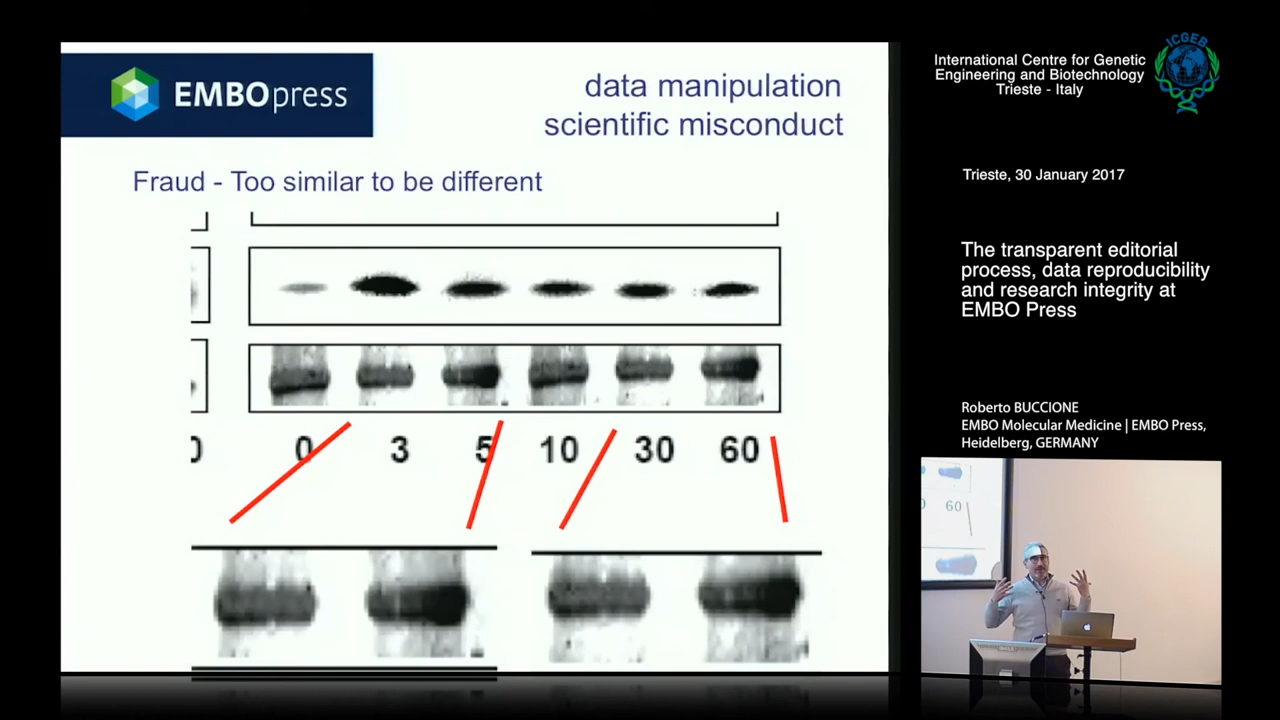 EMBOpress
data manipulation
scientific misconduct
Fraud - Too similar to be different
0
0 3 5 10 30 60
International Centre for Genetic
Engineering and Biotechnology
Trieste - Italy
ICGEB
Trieste, 30 January 2017
The transparent editorial
process, data reproducibility
and research integrity at
EMBO Press
Roberto BUCCIONE
EMBO Molecular Medicine | EMBO Press,
Heidelberg, GERMANY
60